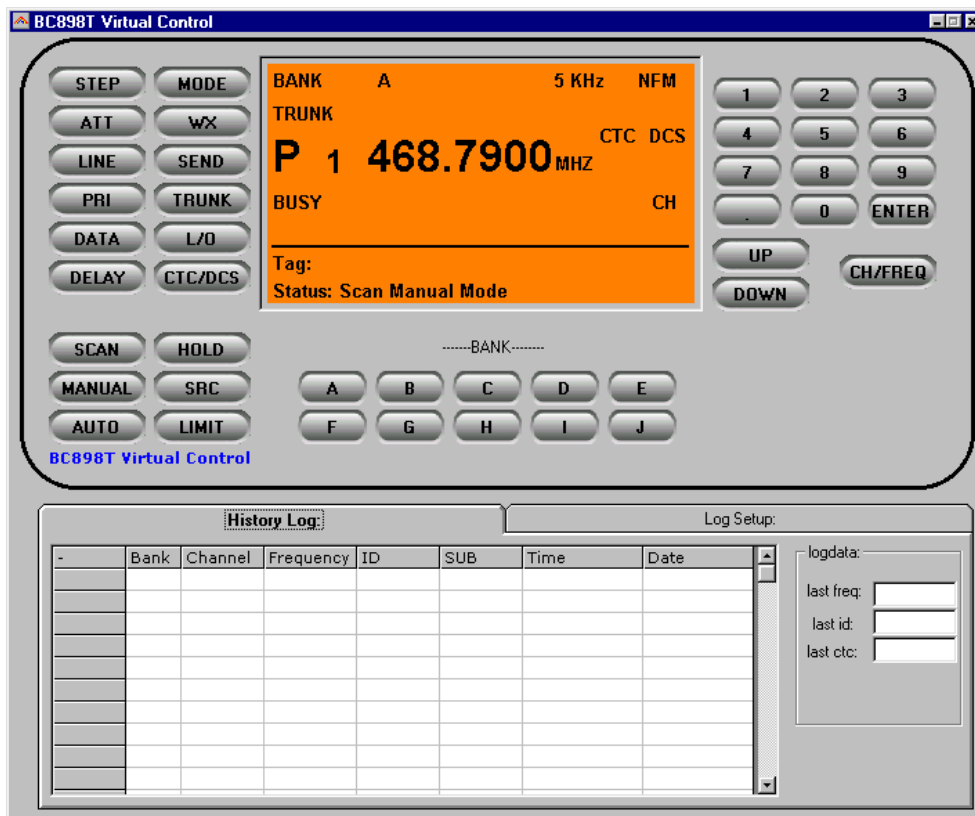 BC898T Virtual Control
STEP MODE
ATT WX
LINE SEND
PRI TRUNK
DATA L/O
DELAY CTC/DCS
SCAN HOLD
MANUAL SRC
AUTO LIMIT
BC898T Virtual Control
BANK A 5 KHz NFM
TRUNK
CTC DCS
P 1 468.7900 MHZ
BUSY CH
Tag:
Status: Scan Manual Mode
-------BANK--------
A B C D E
F G H I J
1 2 3
4 5 6
7 8 9
. 0 ENTER
UP
CH/FREQ
DOWN
History Log: Log Setup:
- Bank Channel Frequency ID SUB Time Date
logdata:
last freq:
last id:
last ctc: